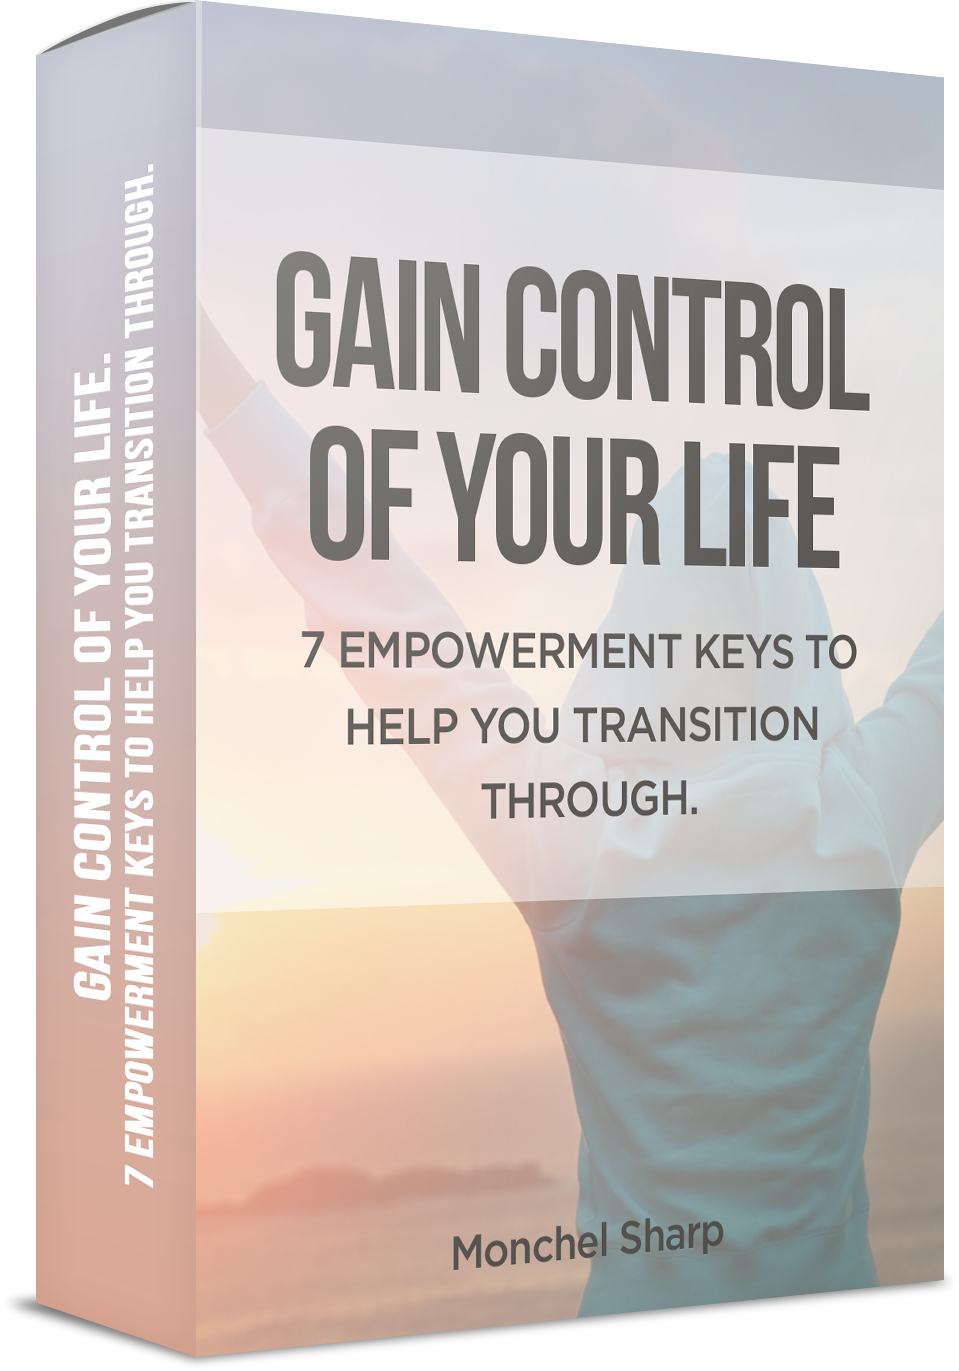 GAIN CONTROL OF YOUR LIFE.
7 EMPOWERMENT KEYS TO HELP YOU TRANSITION THROUGH.
GAIN CONTROL
OF YOUR LIFE
7 EMPOWERMENT KEYS TO
HELP YOU TRANSITION
THROUGH.
Monchel Sharp